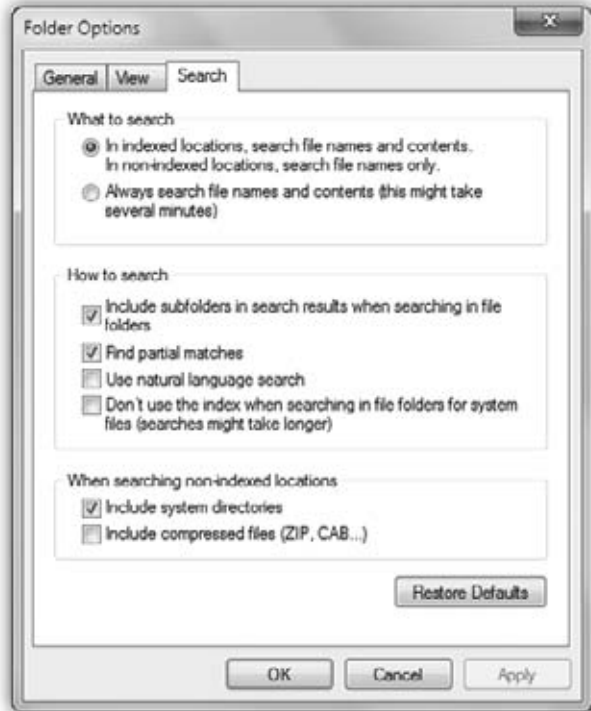 Folder Options
General View Search
What to search
In indexed locations, search file names and contents.
In non-indexed locations, search file names only.
Always search file names and contents (this might take
several minutes)
How to search
Include subfolders in search results when searching in file
folders
Find partial matches
Use natural language search
Don't use the index when searching in file folders for system
files (searches might take longer)
When searching non-indexed locations
Include system directories
Include compressed files (ZIP, CAB...)
Restore Defaults
OK Cancel Apply